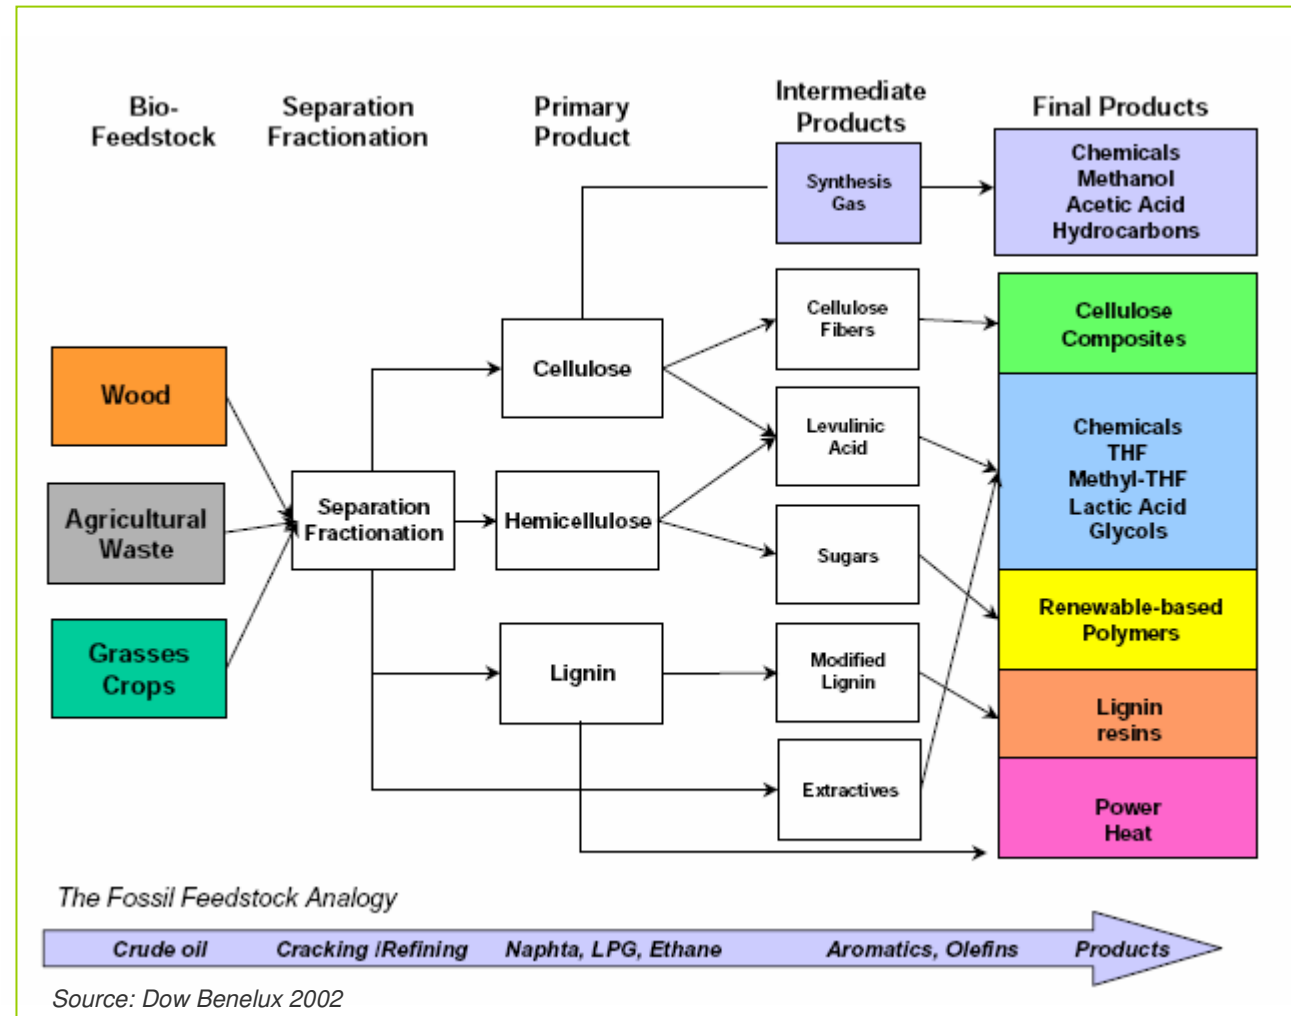 Bio-
Feedstock
Separation
Fractionation
Primary
Product
Intermediate
Products
Final Products
Synthesis
Gas
Chemicals
Methanol
Acetic Acid
Hydrocarbons
Cellulose
Fibers
Cellulose
Composites
Wood
Cellulose
Levulinic
Acid
Chemicals
THF
Methyl-THF
Lactic Acid
Glycols
Agricultural
Waste
Separation
Fractionation
Hemicellulose
Sugars
Renewable-based
Polymers
Grasses
Crops
Lignin
Modified
Lignin
Lignin
resins
Extractives
Power
Heat
The Fossil Feedstock Analogy
Crude oil
Cracking /Refining
Naphta, LPG, Ethane
Aromatics, Olefins
Products
Source: Dow Benelux 2002